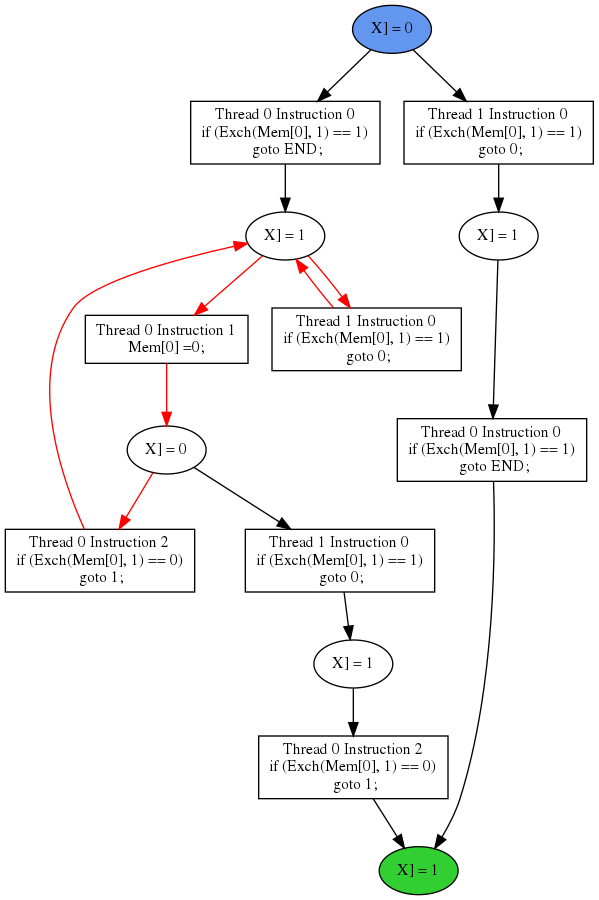 X] = 0
Thread 0 Instruction 0
if (Exch(Mem[0], 1) == 1)
goto END;
Thread 1 Instruction 0
if (Exch(Mem[0], 1) == 1)
goto 0;
X] = 1
X] = 1
Thread 0 Instruction 1
Mem[0] =0;
Thread 1 Instruction 0
if (Exch(Mem[0], 1) == 1)
goto 0;
X] = 0
Thread 0 Instruction 0
if (Exch(Mem[0], 1) == 1)
goto END;
Thread 0 Instruction 2
if (Exch(Mem[0], 1) == 0)
goto 1;
Thread 1 Instruction 0
if (Exch(Mem[0], 1) == 1)
goto 0;
X] = 1
Thread 0 Instruction 2
if (Exch(Mem[0], 1) == 0)
goto 1;
X] = 1